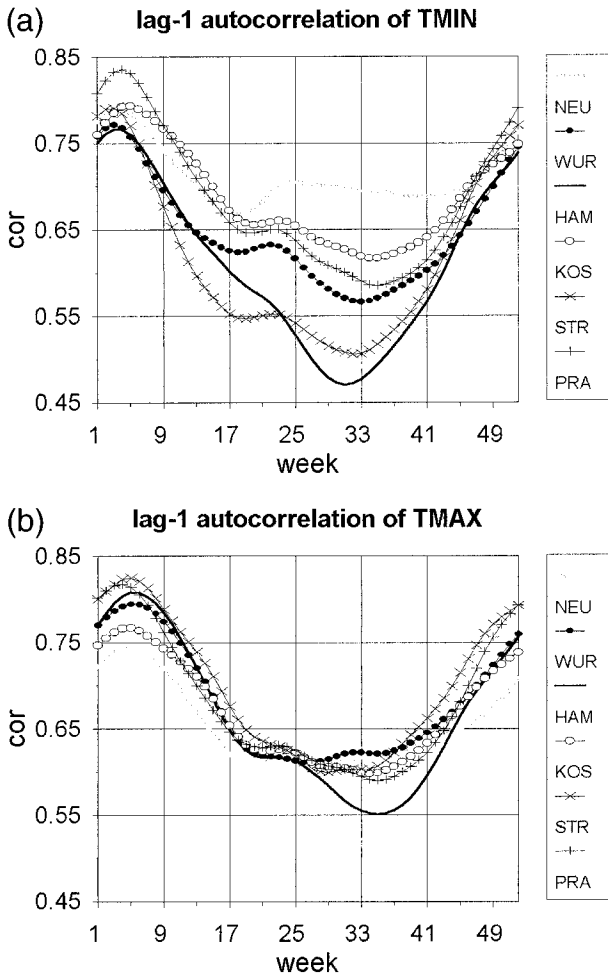 (a) lag-1 autocorrelation of TMIN
0.85
0.75
0.65
0.55
0.45
cor
1 9 17 25 33 41 49
week
NEU
WUR
HAM
KOS
STR
PRA
(b) lag-1 autocorrelation of TMAX
0.85
0.75
0.65
0.55
0.45
cor
1 9 17 25 33 41 49
week
NEU
WUR
HAM
KOS
STR
PRA